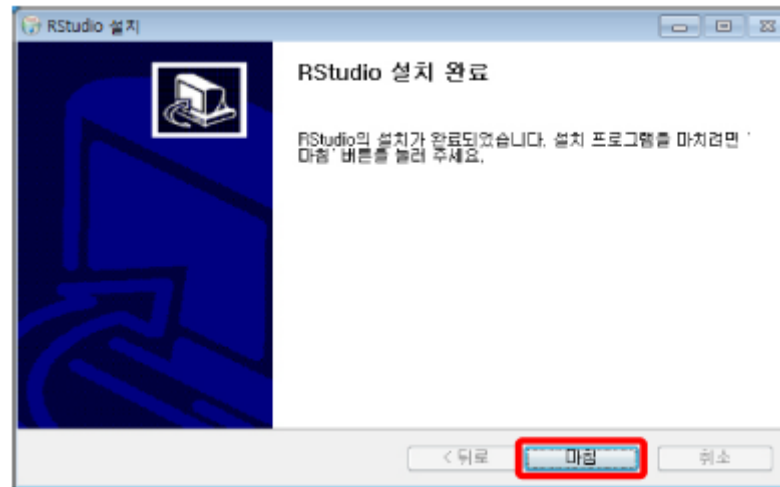 RStudio 설치
RStudio 설치 완료
RStudio의 설치가 완료되었습니다. 설치 프로그램을 마치려면 '
마침' 버튼을 눌러 주세요.
< 뒤로
마침
취소